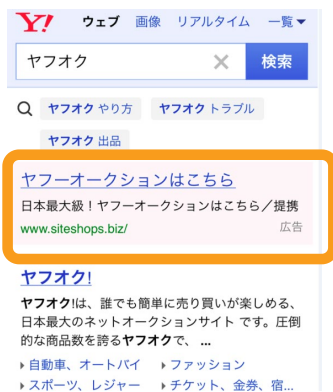 Y! ウェブ 画像 リアルタイム 一覧▼
ヤフオク × 検索
ヤフオク やり方 ヤフオク トラブル
ヤフオク 出品
ヤフーオークションはこちら
日本最大級！ヤフーオークションはこちら／提携
www.siteshops.biz/ 広告
ヤフオク!
ヤフオク!は、誰でも簡単に売り買いが楽しめる、
日本最大のネットオークションサイト です。圧倒
的な商品数を誇るヤフオクで、 ...
▸自動車、オートバイ ▸ファッション
▸スポーツ、レジャー ▸チケット、金券、宿...